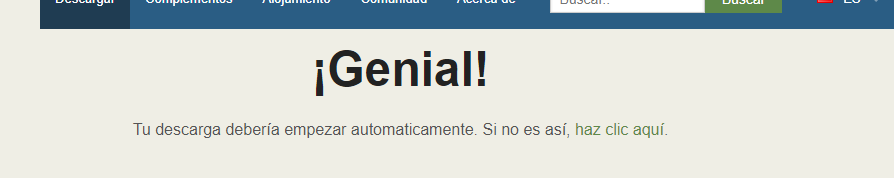 Descargar Complementos Alojamiento Comunidad Acerca de Buscar.. Buscar ES
¡Genial!
Tu descarga debería empezar automaticamente. Si no es así, haz clic aquí.